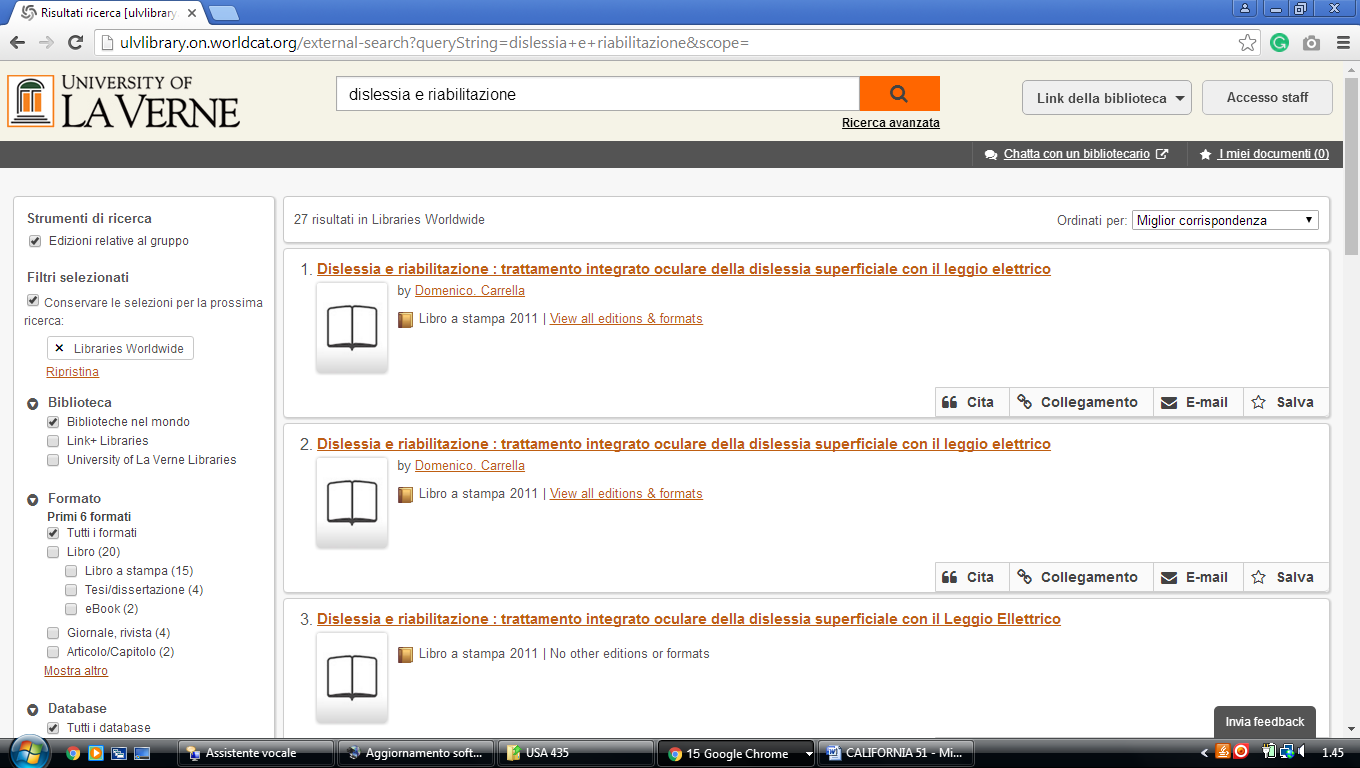 Risultati ricerca [ulvlibrary
ulvlibrary.on.worldcat.org/external-search?queryString=dislessia+e+riabilitazione&scope=
UNIVERSITY OF
LA VERNE
dislessia e riabilitazione
Ricerca avanzata
Link della biblioteca
Accesso staff
Chatta con un bibliotecario
I miei documenti (0)
Strumenti di ricerca
Edizioni relative al gruppo
Filtri selezionati
Conservare le selezioni per la prossima
ricerca:
Libraries Worldwide
Ripristina
Biblioteca
Biblioteche nel mondo
Link+ Libraries
University of La Verne Libraries
Formato
Primi 6 formati
Tutti i formati
Libro (20)
Libro a stampa (15)
Tesi/dissertazione (4)
eBook (2)
Giornale, rivista (4)
Articolo/Capitolo (2)
Mostra altro
Database
Tutti i database
27 risultati in Libraries Worldwide
Ordinati per: Miglior corrispondenza
1. Dislessia e riabilitazione : trattamento integrato oculare della dislessia superficiale con il leggio elettrico
by Domenico. Carrella
Libro a stampa 2011 | View all editions & formats
Cita Collegamento E-mail Salva
2. Dislessia e riabilitazione : trattamento integrato oculare della dislessia superficiale con il leggio elettrico
by Domenico. Carrella
Libro a stampa 2011 | View all editions & formats
Cita Collegamento E-mail Salva
3. Dislessia e riabilitazione : trattamento integrato oculare della dislessia superficiale con il Leggio Ellettrico
Libro a stampa 2011 | No other editions or formats
Invia feedback
Assistente vocale
Aggiornamento soft...
USA 435
15 Google Chrome
CALIFORNIA 51 - Mi...
1.45